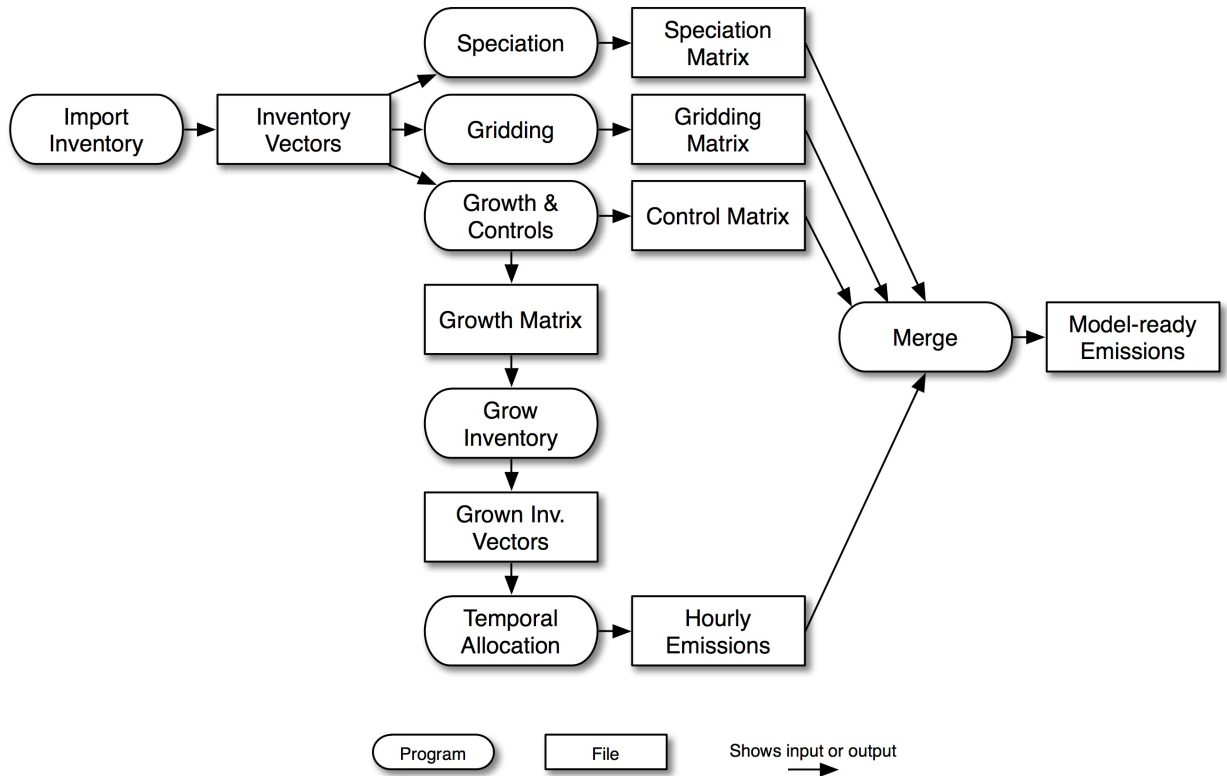 Speciation
Speciation
Matrix
Import
Inventory
Inventory
Vectors
Gridding
Gridding
Matrix
Growth &
Controls
Control Matrix
Growth Matrix
Merge
Model-ready
Emissions
Grow
Inventory
Grown Inv.
Vectors
Temporal
Allocation
Hourly
Emissions
Program
File
Shows input or output